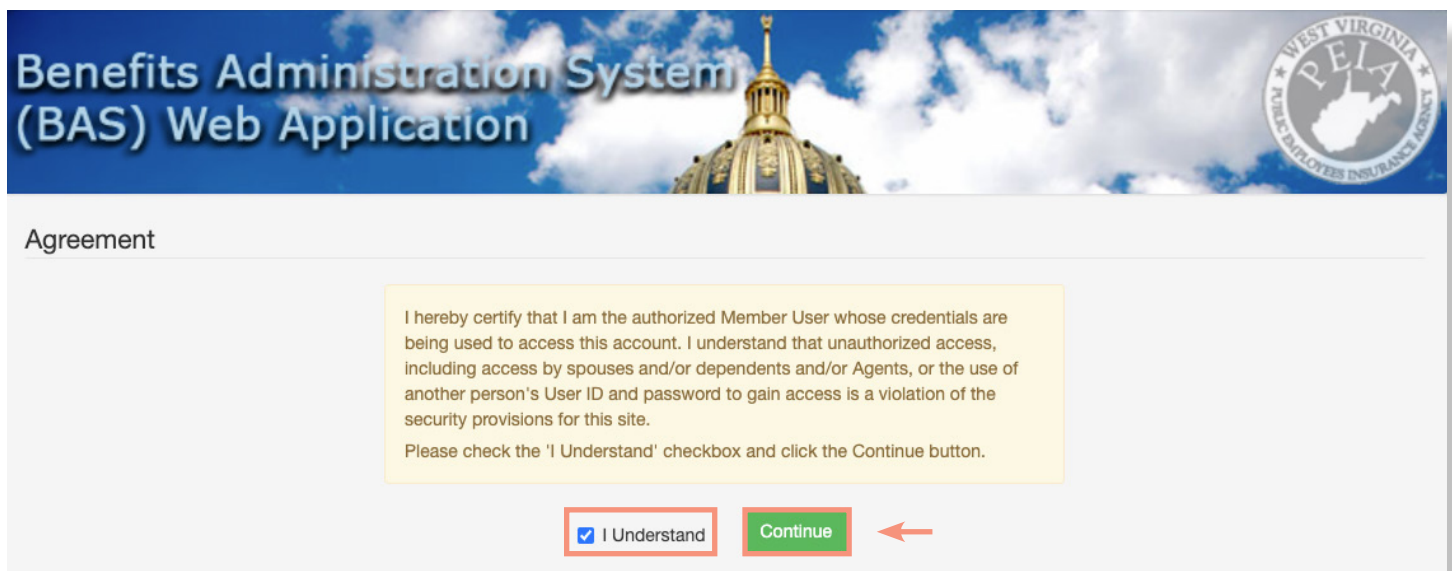 Benefits Administration System
(BAS) Web Application
WEST VIRGINIA
PEIA
PUBLIC EMPLOYEES INSURANCE AGENCY
Agreement
I hereby certify that I am the authorized Member User whose credentials are
being used to access this account. I understand that unauthorized access,
including access by spouses and/or dependents and/or Agents, or the use of
another person's User ID and password to gain access is a violation of the
security provisions for this site.
Please check the 'I Understand' checkbox and click the Continue button.
I Understand
Continue